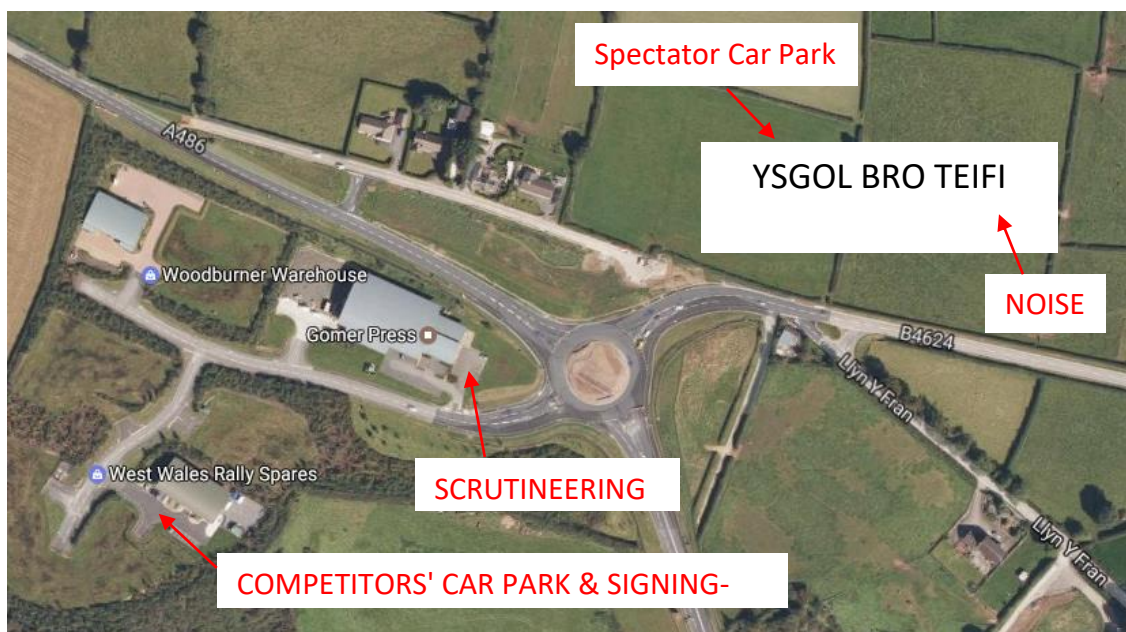 Spectator Car Park
A486
YSGOL BRO TEIFI
Woodburner Warehouse
NOISE
Gomer Press
B4624
Llyn Y Fran
West Wales Rally Spares
SCRUTINEERING
Llyn Y Fran
COMPETITORS' CAR PARK & SIGNING-